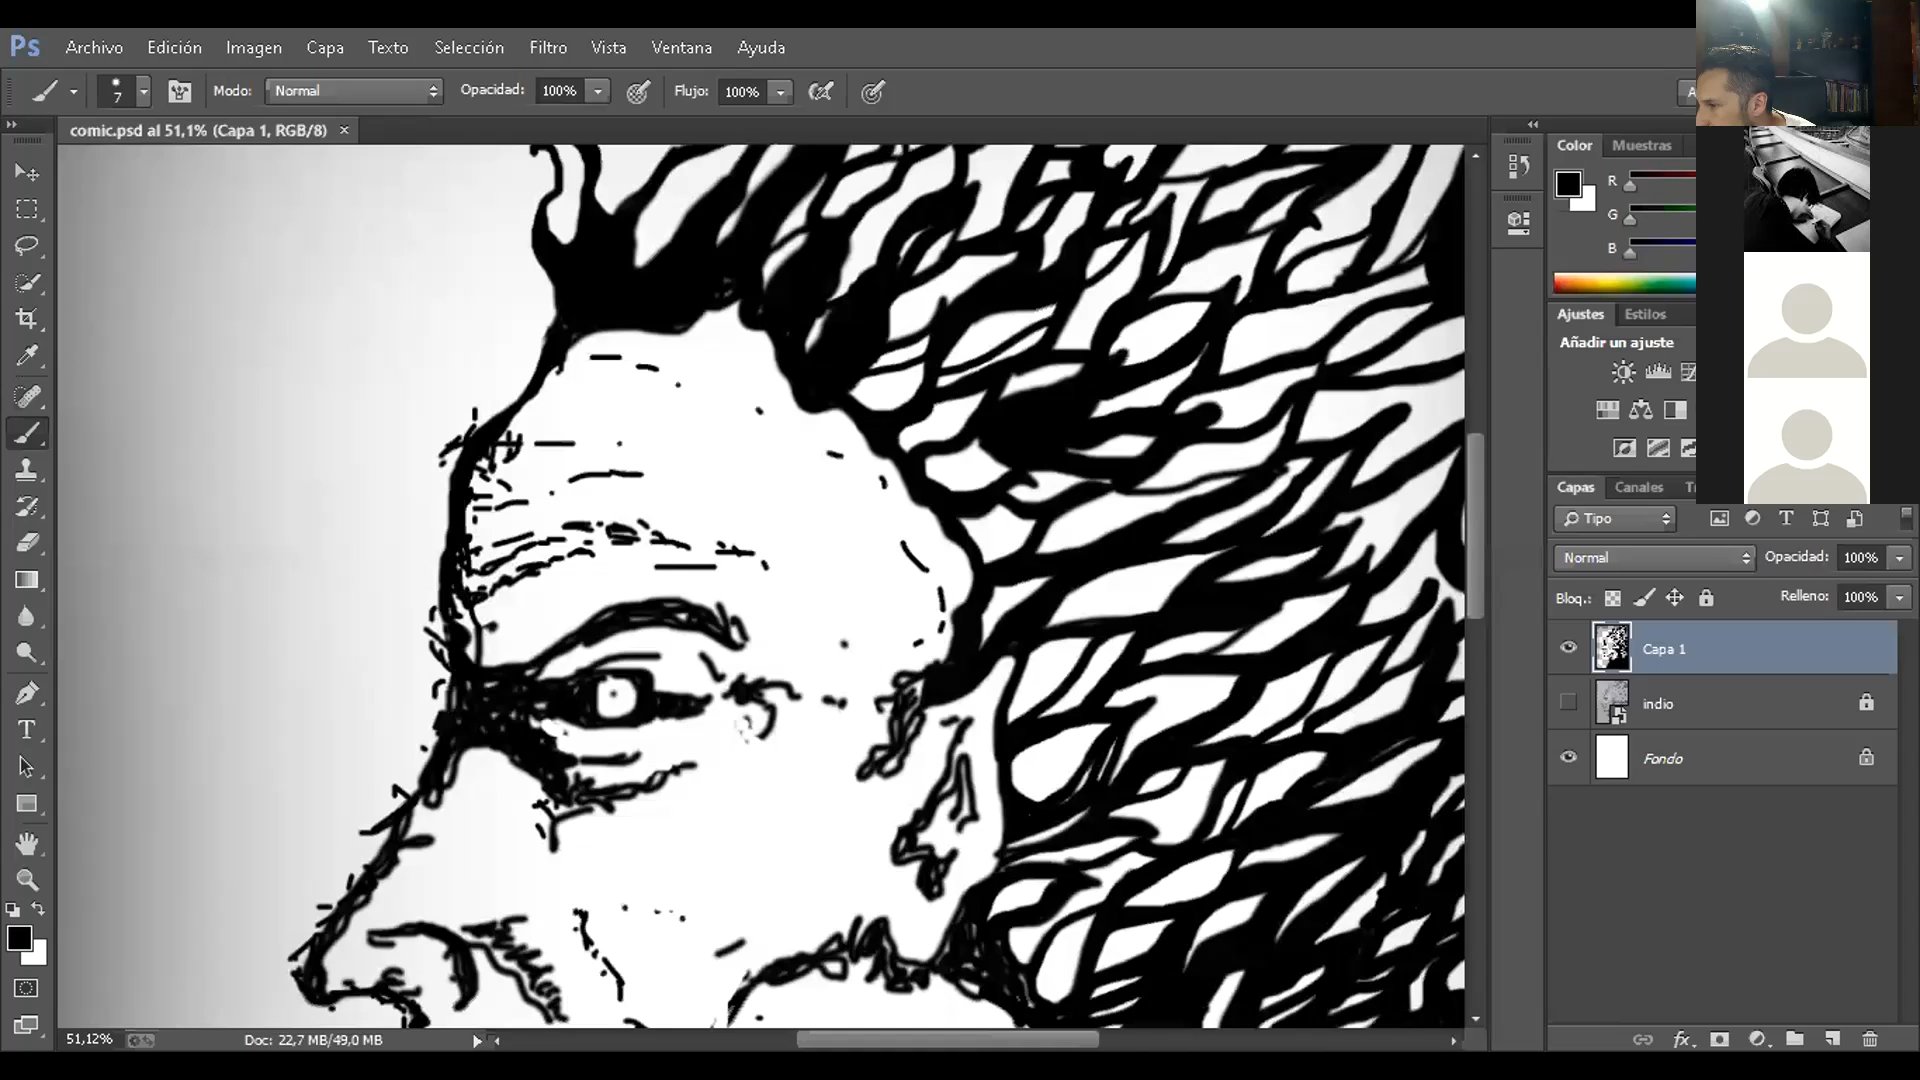 Ps Archivo Edición Imagen Capa Texto Selección Filtro Vista Ventana Ayuda
7 Modo: Normal Opacidad: 100% Flujo: 100%
comic.psd al 51,1% (Capa 1, RGB/8)
Color Muestras
R
G
B
Ajustes Estilos
Añadir un ajuste
Capas Canales
Tipo
Normal Opacidad: 100%
Bloq.: Relleno: 100%
Capa 1
indio
Fondo
fx
51,12% Doc: 22,7 MB/49,0 MB